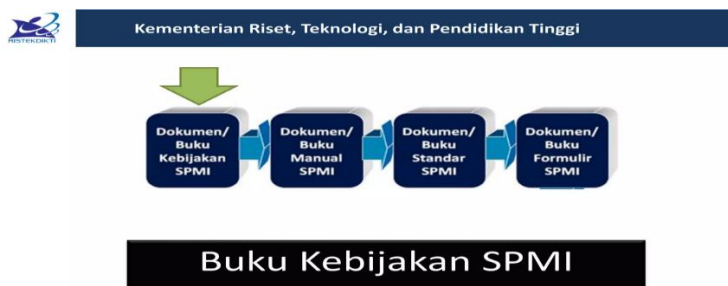 RISTEKDIKTI
Kementerian Riset, Teknologi, dan Pendidikan Tinggi
Dokumen/
Buku
Kebijakan
SPMI
Dokumen/
Buku
Manual
SPMI
Dokumen/
Buku
Standar
SPMI
Dokumen/
Buku
Formulir
SPMI
Buku Kebijakan SPMI